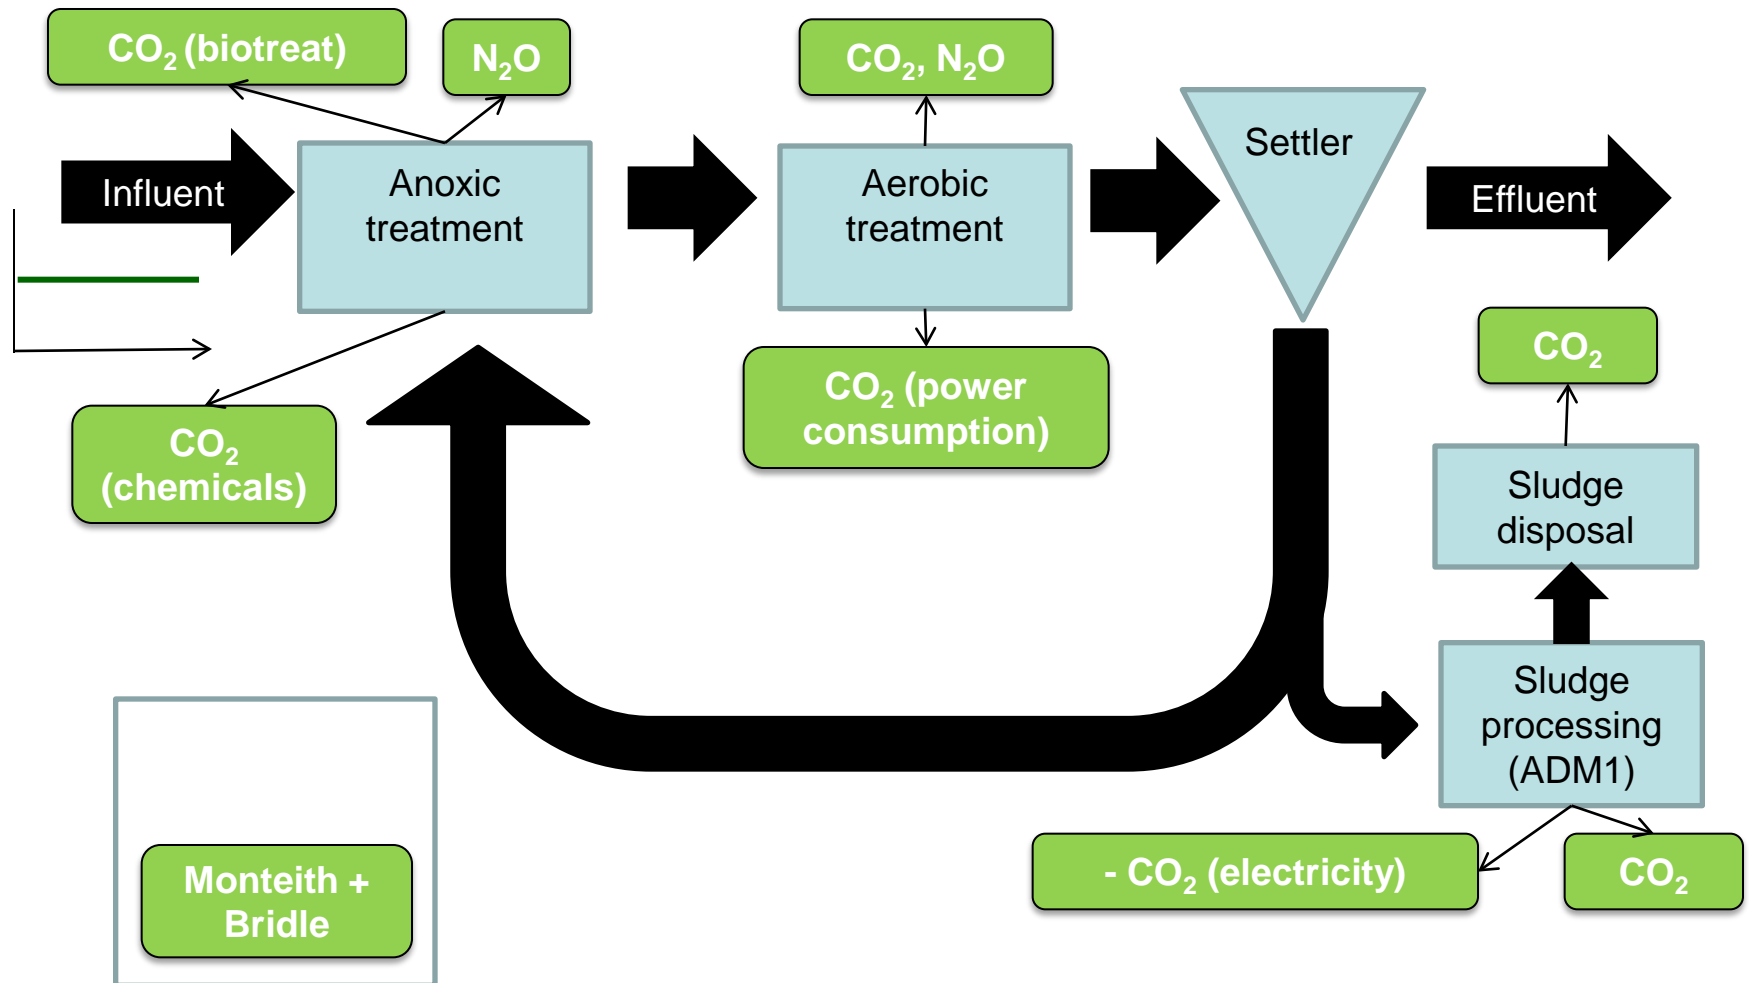 CO₂ (biotreat)
N₂O
CO₂, N₂O
Influent
Anoxic
treatment
Aerobic
treatment
Settler
Effluent
CO₂
(chemicals)
CO₂ (power
consumption)
CO₂
Sludge
disposal
Sludge
processing
(ADM1)
- CO₂ (electricity)
CO₂
Monteith +
Bridle